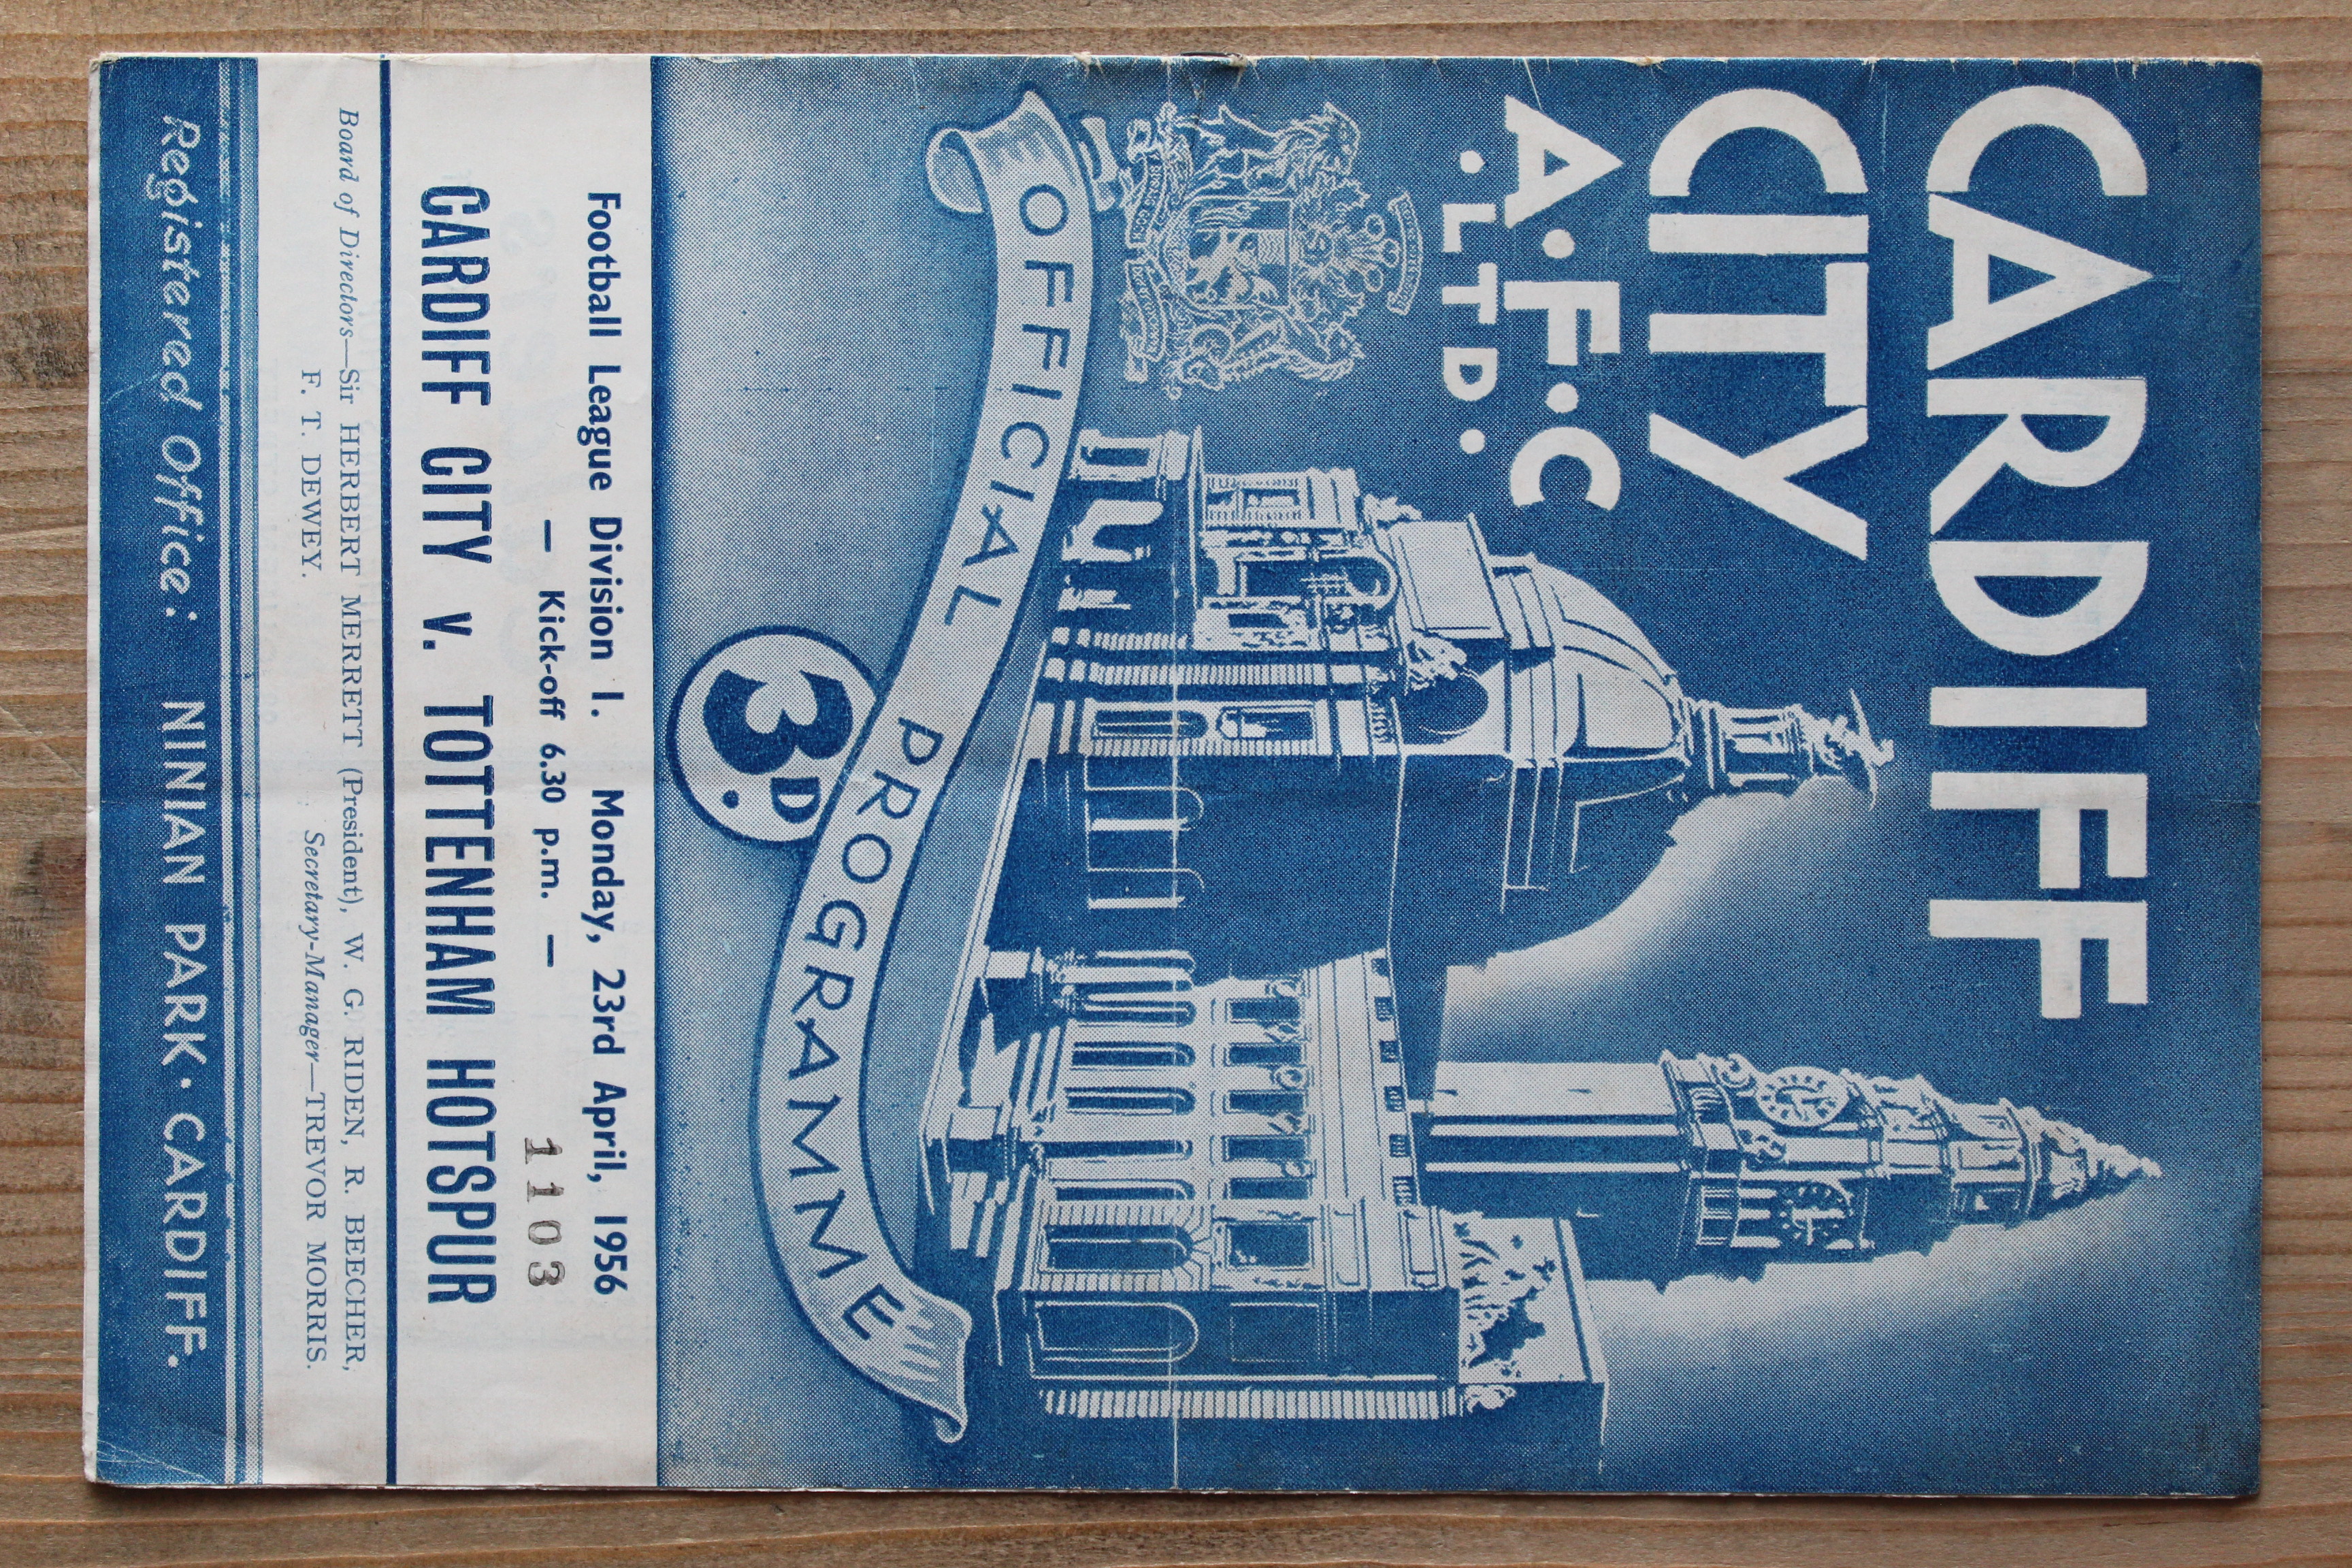 CARDIFF
CITY
A.F.C
.LTD.
OFFICIAL PROGRAMME
3D.
Football League Division I. Monday, 23rd April, 1956
— Kick-off 6.30 p.m. —
1103
CARDIFF CITY v. TOTTENHAM HOTSPUR
Board of Directors—Sir HERBERT MERRETT (President), W. G. RIDEN, R. BEECHER,
F. T. DEWEY. Secretary-Manager—TREVOR MORRIS.
Registered Office: NINIAN PARK · CARDIFF.